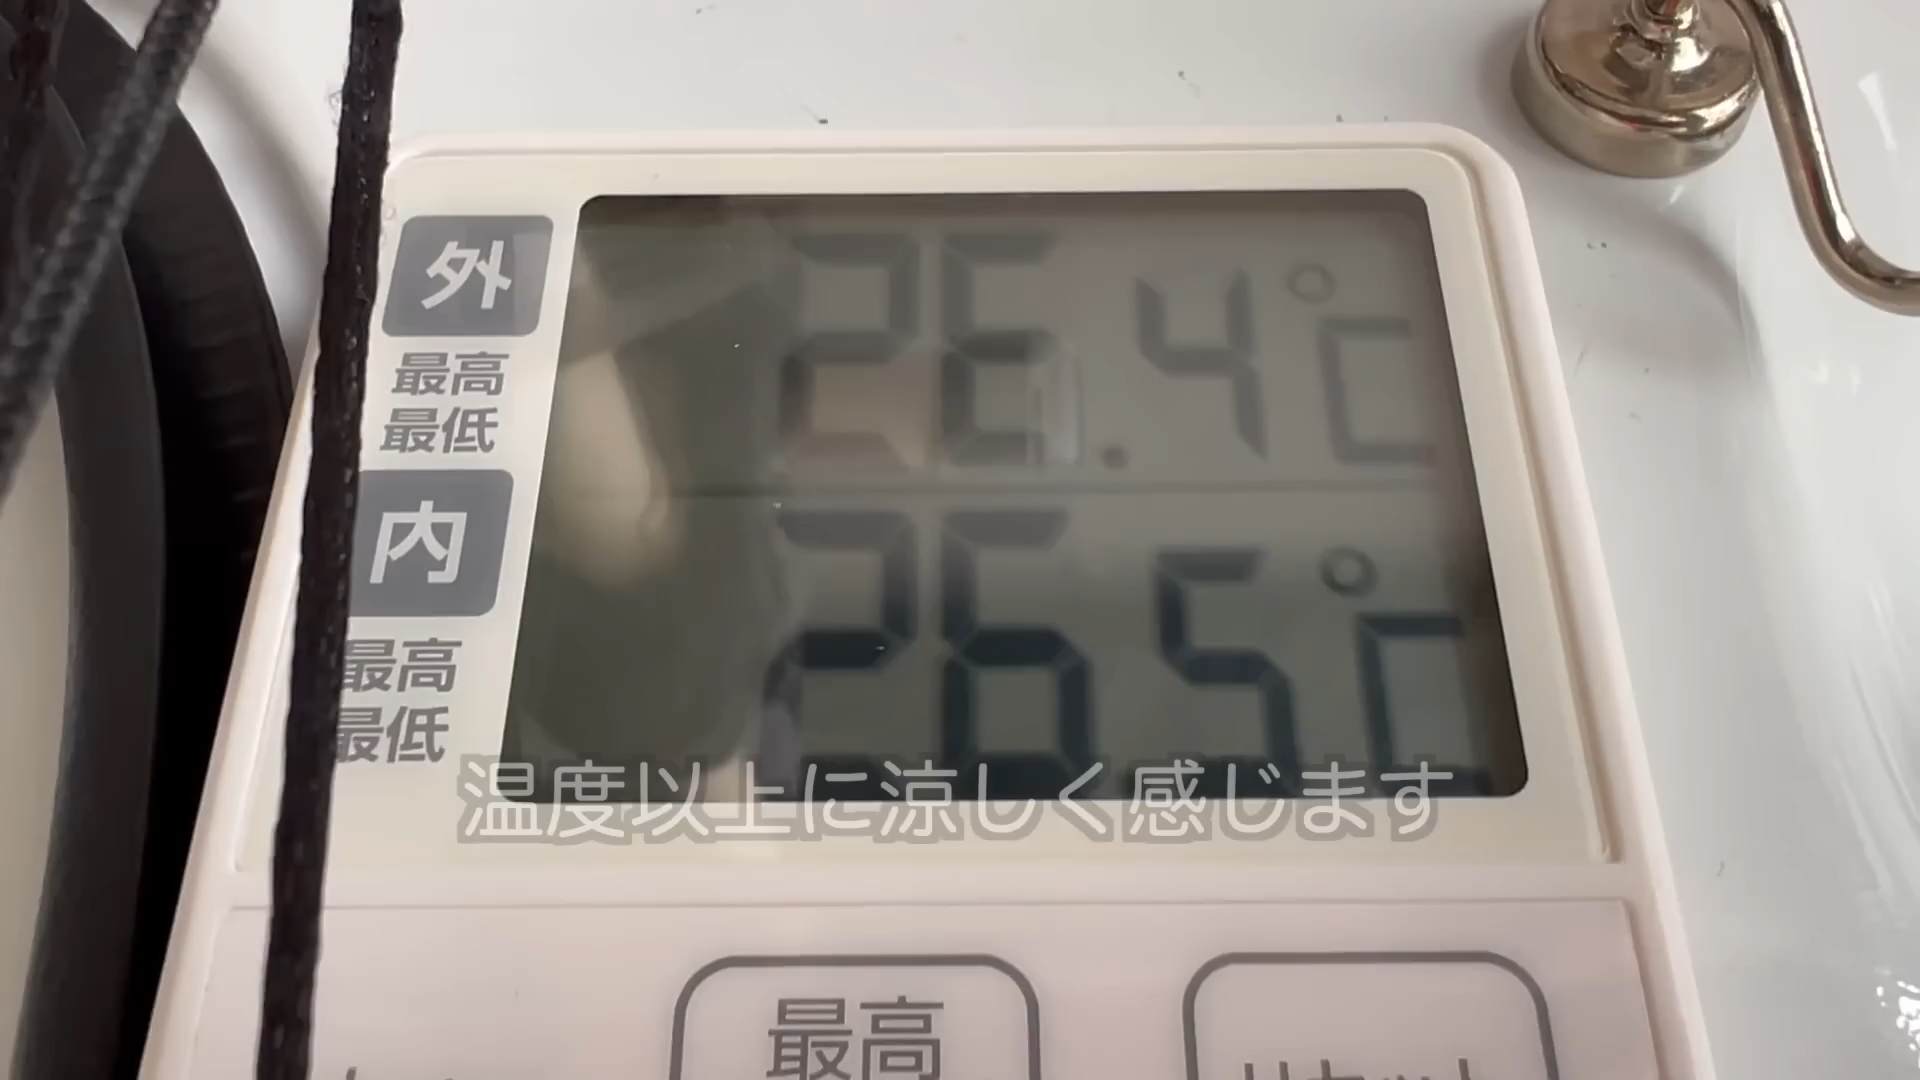 外
26.4℃
最高
最低
内
26.5℃
最高
最低
温度以上に涼しく感じます
最高